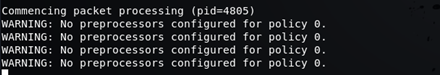 Commencing packet processing (pid=4805)
WARNING: No preprocessors configured for policy 0.
WARNING: No preprocessors configured for policy 0.
WARNING: No preprocessors configured for policy 0.
WARNING: No preprocessors configured for policy 0.